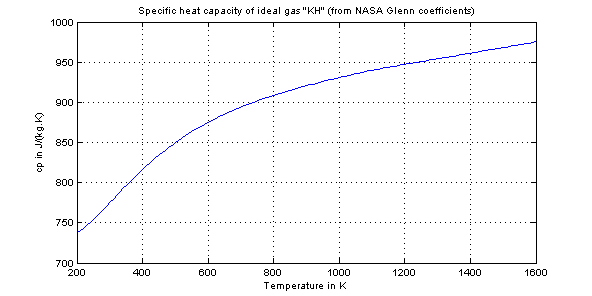 Specific heat capacity of ideal gas "KH" (from NASA Glenn coefficients)
1000
950
900
850
800
750
700
cp in J/(kg.K)
200 400 600 800 1000 1200 1400 1600
Temperature in K